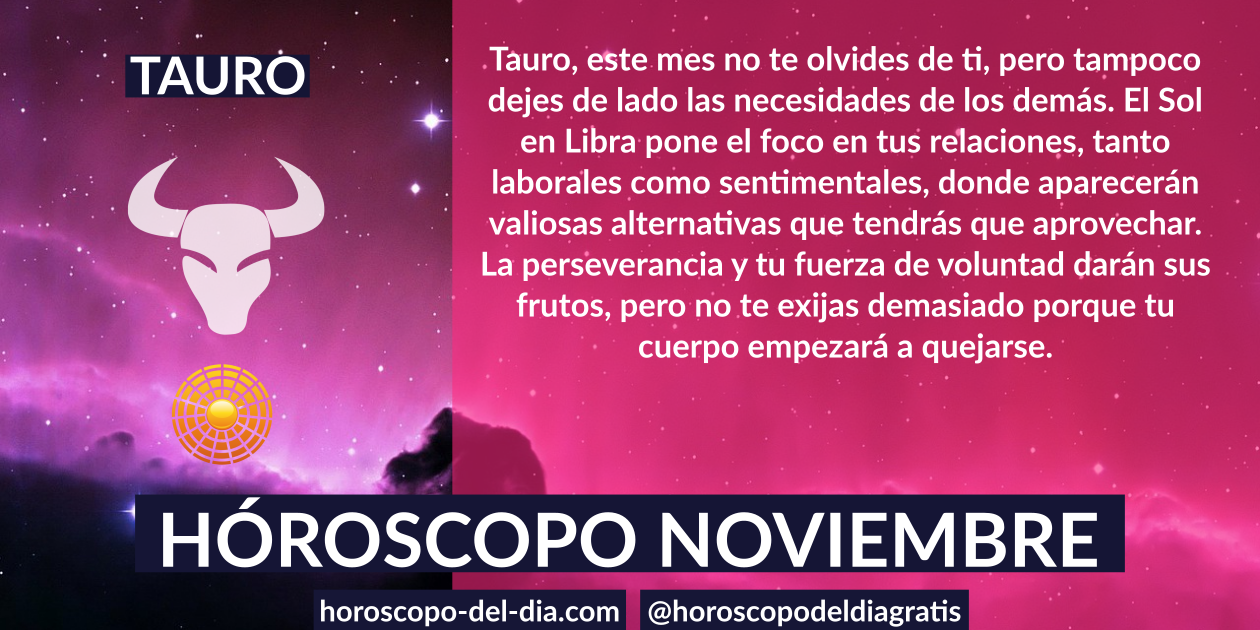 TAURO
Tauro, este mes no te olvides de ti, pero tampoco
dejes de lado las necesidades de los demás. El Sol
en Libra pone el foco en tus relaciones, tanto
laborales como sentimentales, donde aparecerán
valiosas alternativas que tendrás que aprovechar.
La perseverancia y tu fuerza de voluntad darán sus
frutos, pero no te exijas demasiado porque tu
cuerpo empezará a quejarse.
HÓROSCOPO NOVIEMBRE
horoscopo-del-dia.com
@horoscopodeldiagratis